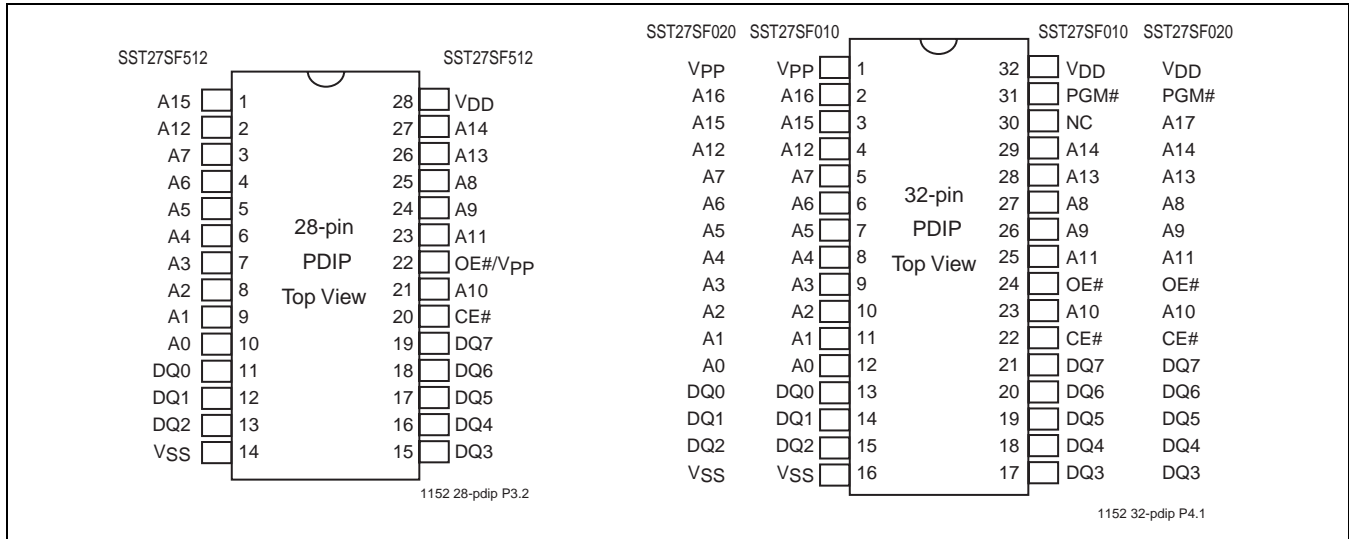 SST27SF512 SST27SF512
A15 1 28 VDD
A12 2 27 A14
A7 3 26 A13
A6 4 25 A8
A5 5 24 A9
A4 6 23 A11
A3 7 22 OE#/VPP
A2 8 21 A10
A1 9 20 CE#
A0 10 19 DQ7
DQ0 11 18 DQ6
DQ1 12 17 DQ5
DQ2 13 16 DQ4
VSS 14 15 DQ3
28-pin
PDIP
Top View
1152 28-pdip P3.2
SST27SF020 SST27SF010 SST27SF010 SST27SF020
VPP VPP 1 32 VDD VDD
A16 A16 2 31 PGM# PGM#
A15 A15 3 30 NC A17
A12 A12 4 29 A14 A14
A7 A7 5 28 A13 A13
A6 A6 6 27 A8 A8
A5 A5 7 26 A9 A9
A4 A4 8 25 A11 A11
A3 A3 9 24 OE# OE#
A2 A2 10 23 A10 A10
A1 A1 11 22 CE# CE#
A0 A0 12 21 DQ7 DQ7
DQ0 DQ0 13 20 DQ6 DQ6
DQ1 DQ1 14 19 DQ5 DQ5
DQ2 DQ2 15 18 DQ4 DQ4
VSS VSS 16 17 DQ3 DQ3
32-pin
PDIP
Top View
1152 32-pdip P4.1